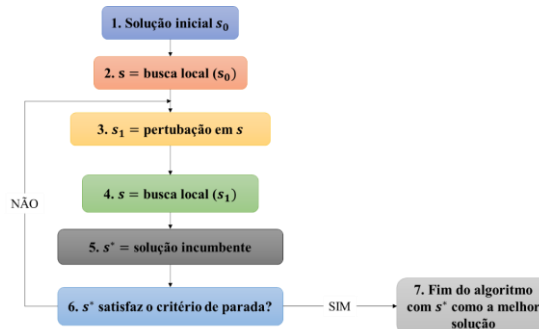 1. Solução inicial s₀
2. s = busca local (s₀)
3. s₁ = pertubação em s
4. s = busca local (s₁)
NÃO
5. s* = solução incumbente
6. s* satisfaz o critério de parada?
SIM
7. Fim do algoritmo
com s* como a melhor
solução